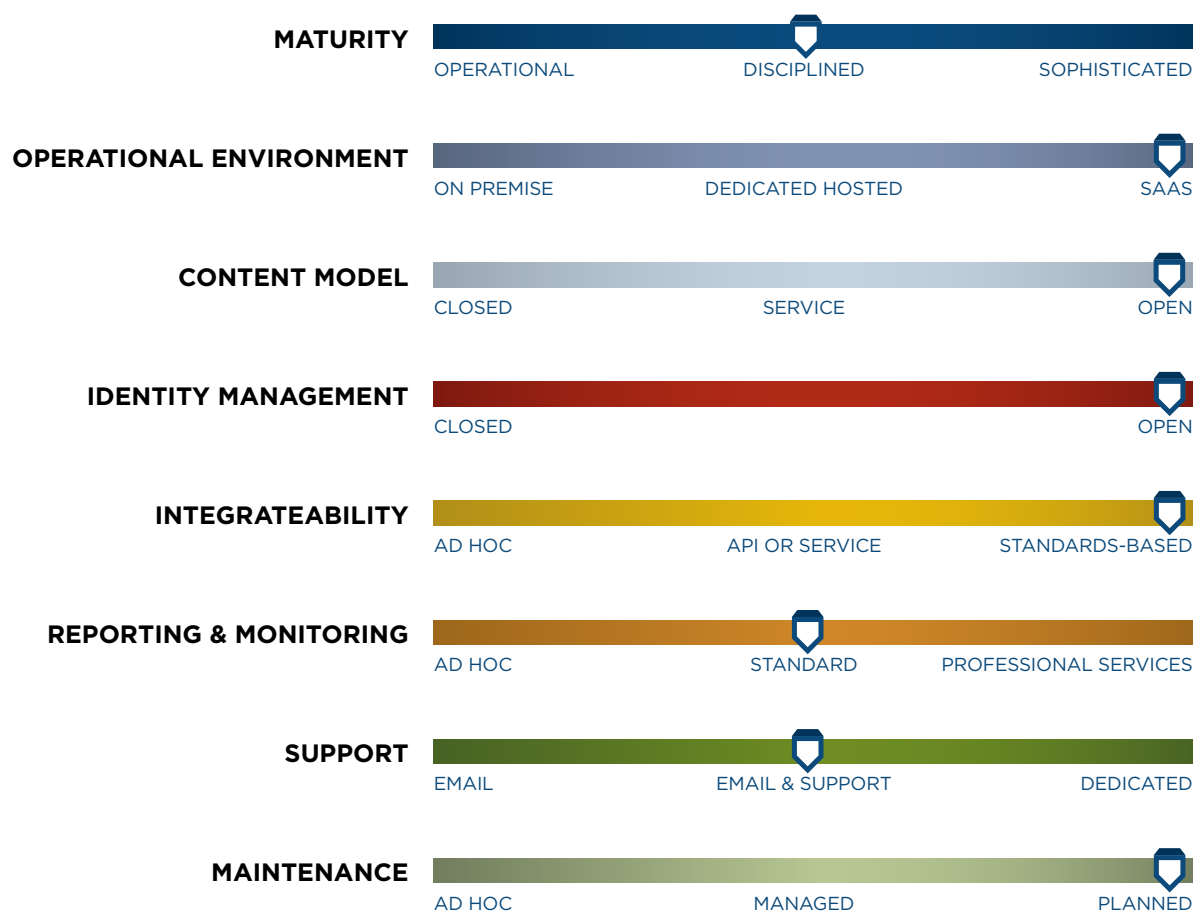 MATURITY
OPERATIONAL DISCIPLINED SOPHISTICATED
OPERATIONAL ENVIRONMENT
ON PREMISE DEDICATED HOSTED SAAS
CONTENT MODEL
CLOSED SERVICE OPEN
IDENTITY MANAGEMENT
CLOSED OPEN
INTEGRATEABILITY
AD HOC API OR SERVICE STANDARDS-BASED
REPORTING & MONITORING
AD HOC STANDARD PROFESSIONAL SERVICES
SUPPORT
EMAIL EMAIL & SUPPORT DEDICATED
MAINTENANCE
AD HOC MANAGED PLANNED